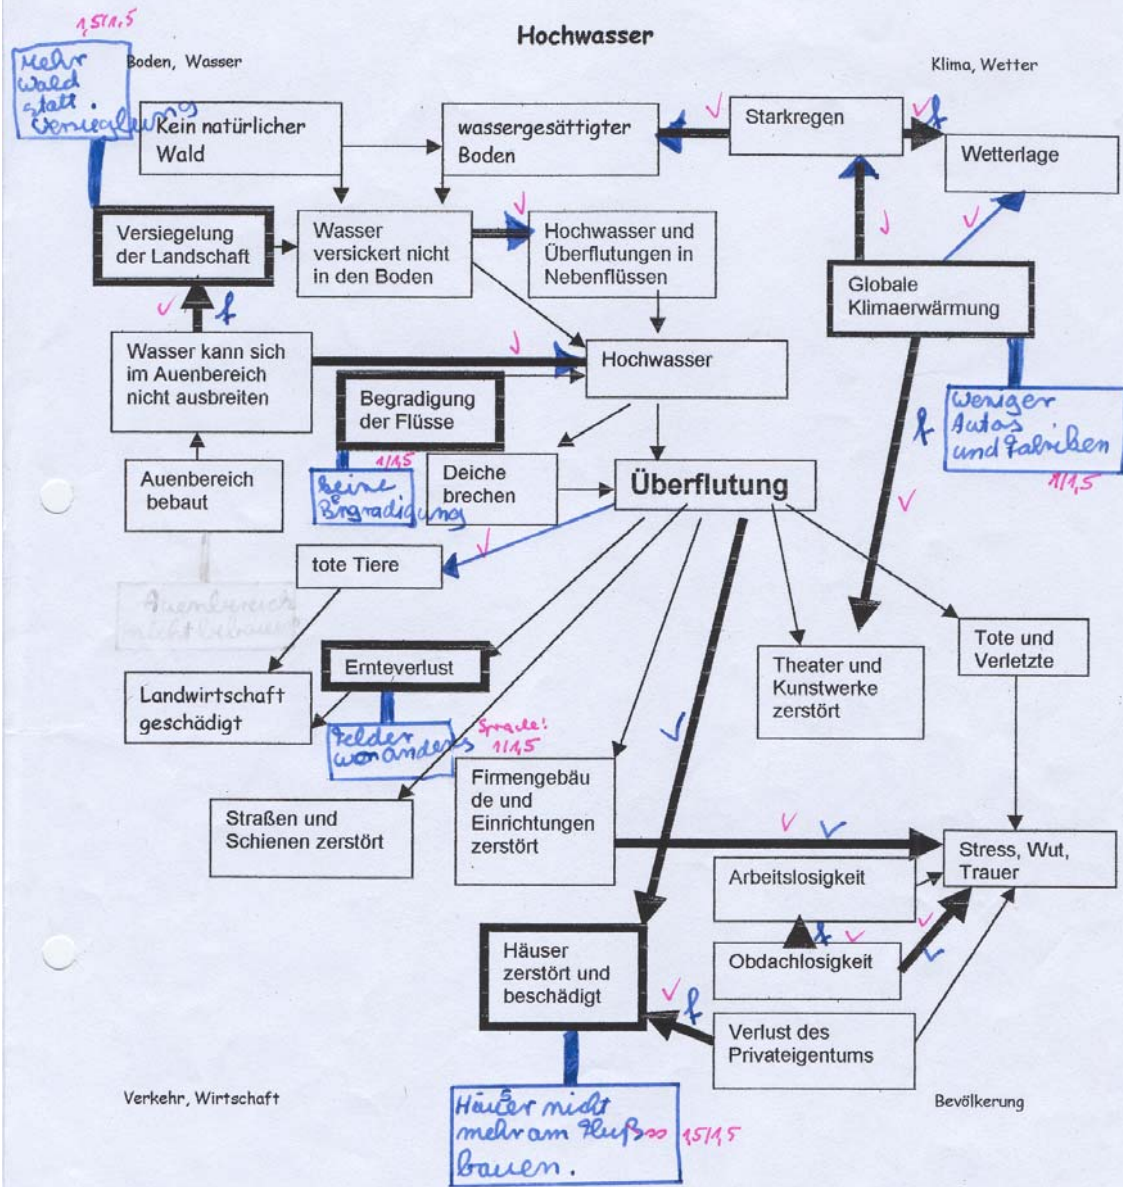 Hochwasser
1,5/1,5
Mehr
Wald
statt
Versieglung
Boden, Wasser
Klima, Wetter
Kein natürlicher
Wald
wassergesättigter
Boden
Starkregen
f
Wetterlage
Versiegelung
der Landschaft
Wasser
versickert nicht
in den Boden
Hochwasser und
Überflutungen in
Nebenflüssen
Globale
Klimaerwärmung
f
Wasser kann sich
im Auenbereich
nicht ausbreiten
Hochwasser
Begradigung
der Flüsse
f
Weniger
Autos
und Fabriken
1/1,5
Auenbereich
bebaut
1/1,5
keine
Begradigung
Deiche
brechen
Überflutung
tote Tiere
Auenbereich
nicht bebauen
Ernteverlust
Landwirtschaft
geschädigt
Felder
woanders
Sprache!
1/1,5
Theater und
Kunstwerke
zerstört
Tote und
Verletzte
Straßen und
Schienen zerstört
Firmengebäu
de und
Einrichtungen
zerstört
Stress, Wut,
Trauer
Arbeitslosigkeit
f
Obdachlosigkeit
Häuser
zerstört und
beschädigt
f
Verlust des
Privateigentums
Verkehr, Wirtschaft
Bevölkerung
Häuser nicht
mehr am Fluß ss
bauen.
1,5/1,5